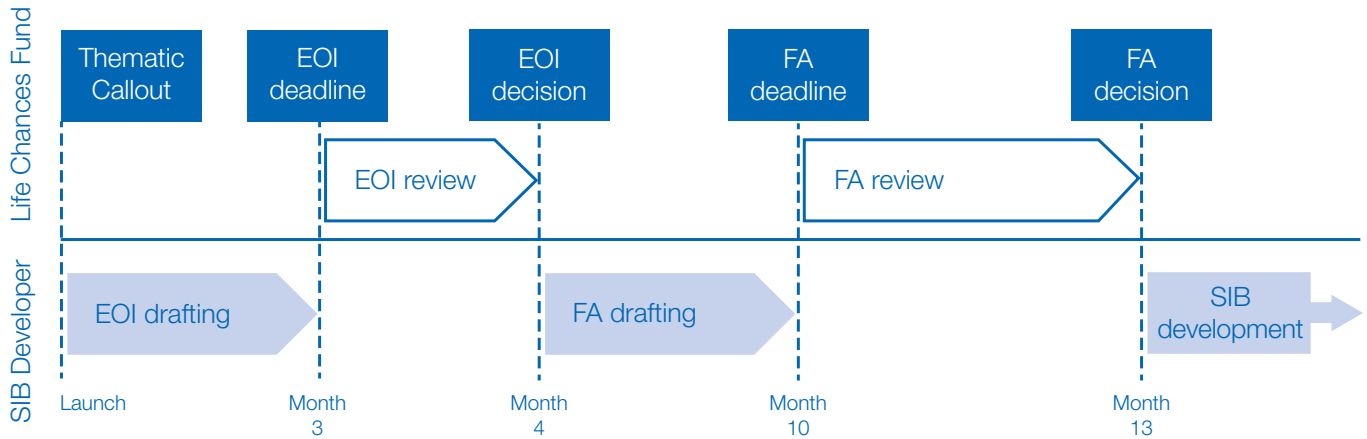 Life Chances Fund
Thematic
Callout
EOI
deadline
EOI
decision
FA
deadline
FA
decision
EOI review
FA review
SIB Developer
EOI drafting
FA drafting
SIB
development
Launch
Month
3
Month
4
Month
10
Month
13